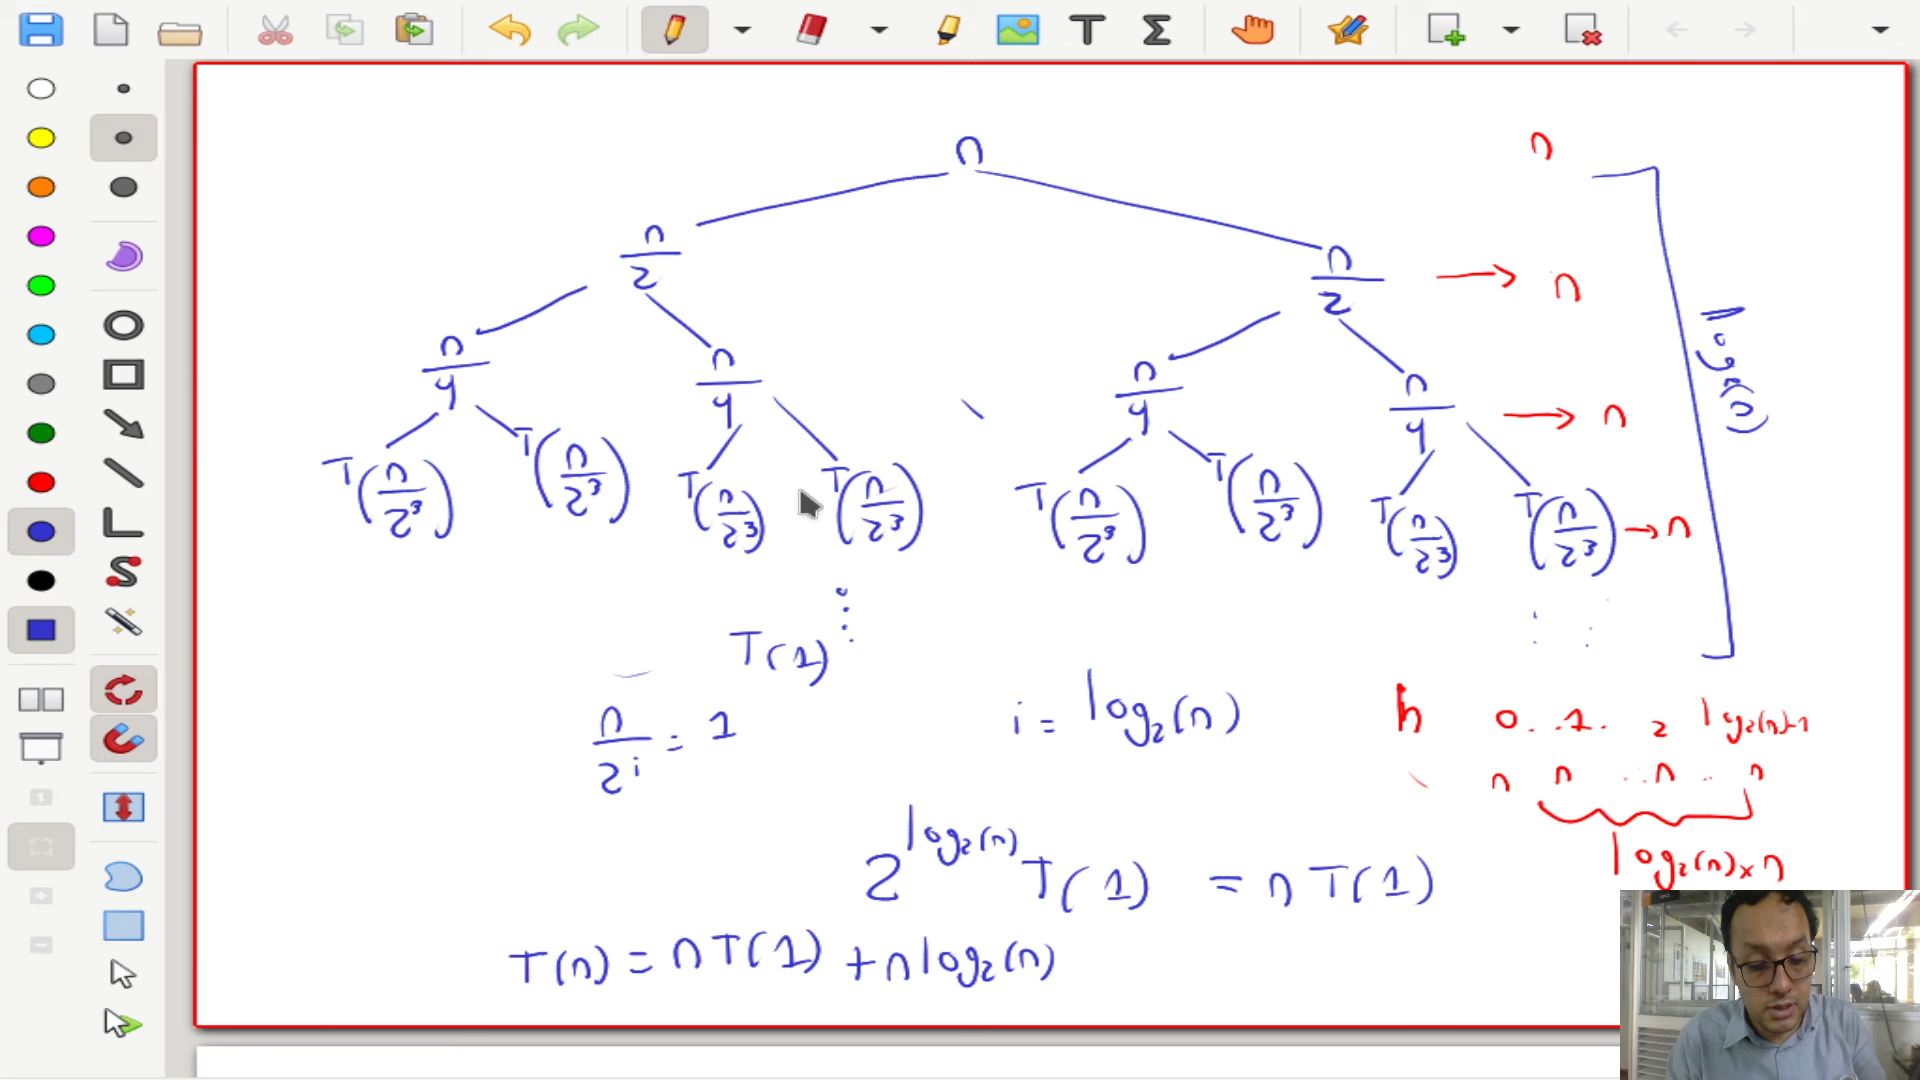 n n
n/2 n/2 → n
n/4 n/4 n/4 n/4 → n
T(n/2³) T(n/2³) T(n/2³) T(n/2³) T(n/2³) T(n/2³) T(n/2³) T(n/2³) → n
log₂(n)
⋮
T(1)
n/2^i = 1 i = log₂(n)
h 0 . . 1 . . 2 log₂(n)-1
n n . . n . . n
log₂(n) × n
2^log₂(n) T(1) = n T(1)
T(n) = n T(1) + n log₂(n)